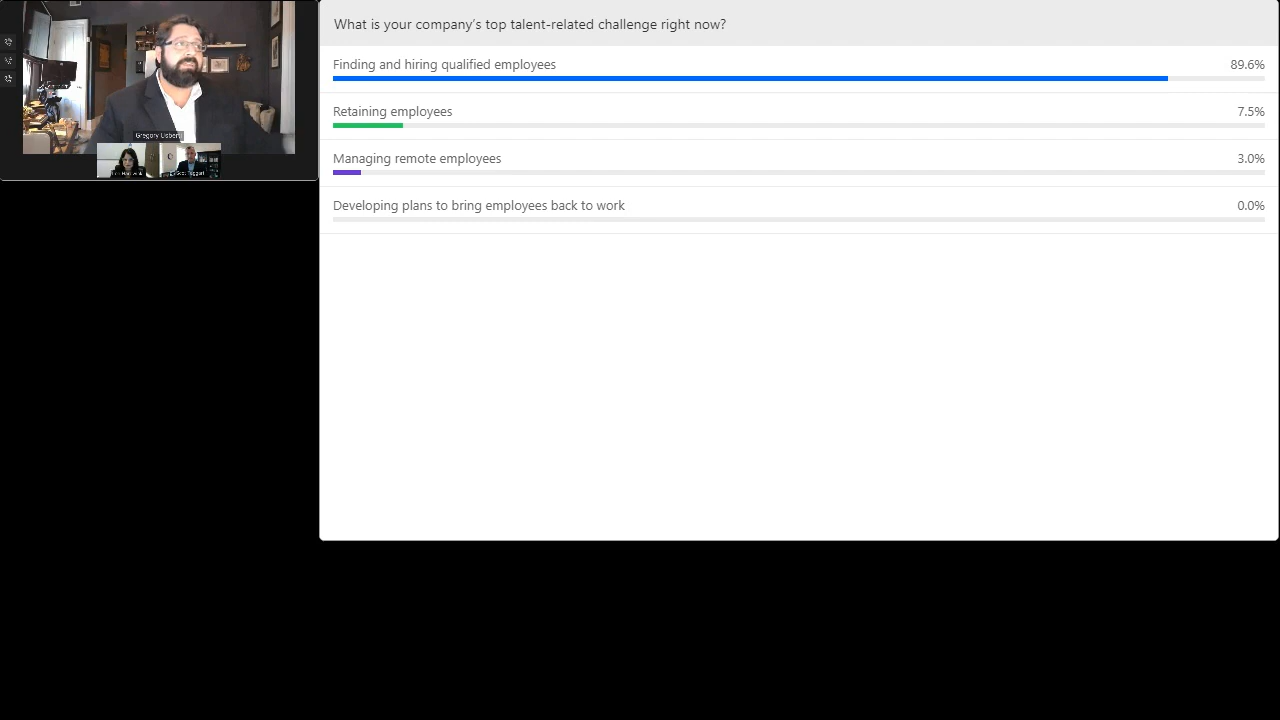 What is your company's top talent-related challenge right now?
Finding and hiring qualified employees 89.6%
Retaining employees 7.5%
Managing remote employees 3.0%
Developing plans to bring employees back to work 0.0%
Gregory